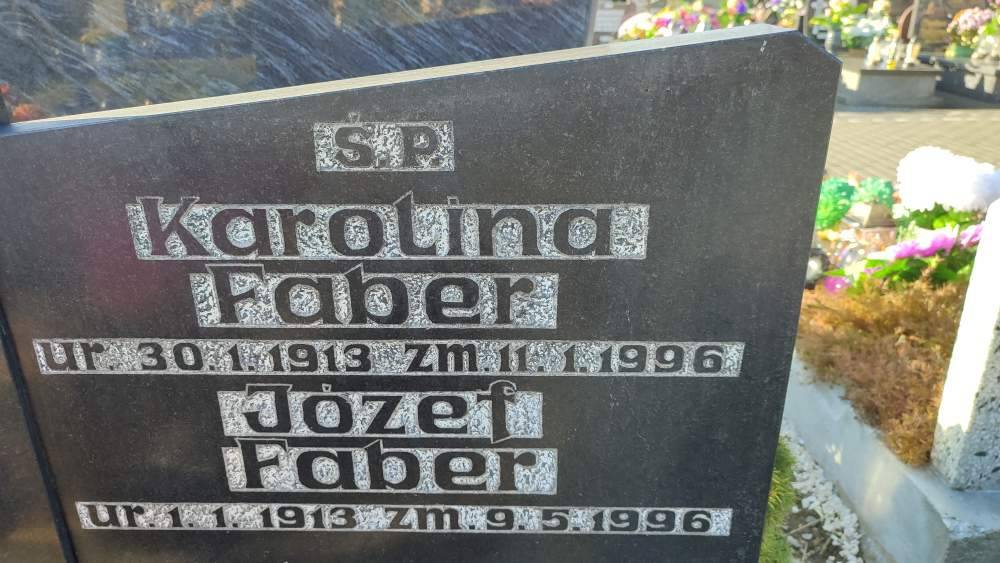 Ś.P.
Karolina
Faber
ur. 30.1.1913 zm. 11.1.1996
Józef
Faber
ur. 1.1.1913 zm. 9.5.1996